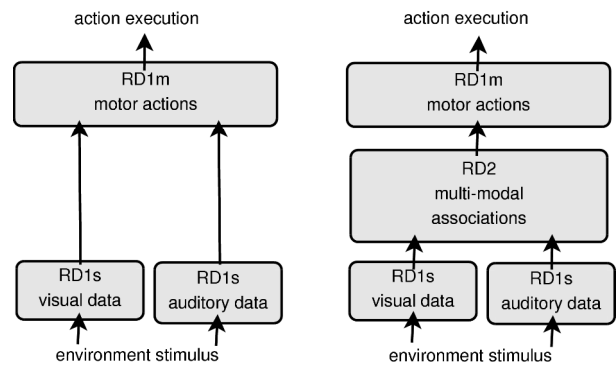 action execution
RD1m
motor actions
RD1s
visual data
RD1s
auditory data
environment stimulus
action execution
RD1m
motor actions
RD2
multi-modal
associations
RD1s
visual data
RD1s
auditory data
environment stimulus